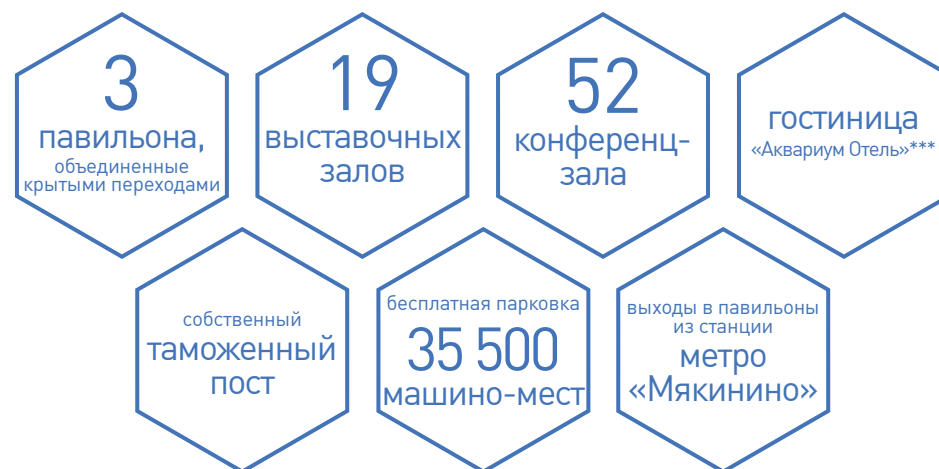 3
павильона,
объединенные
крытыми переходами
19
выставочных
залов
52
конференц-
зала
гостиница
«Аквариум Отель»***
собственный
таможенный
пост
бесплатная парковка
35 500
машино-мест
выходы в павильоны
из станции
метро
«Мякинино»